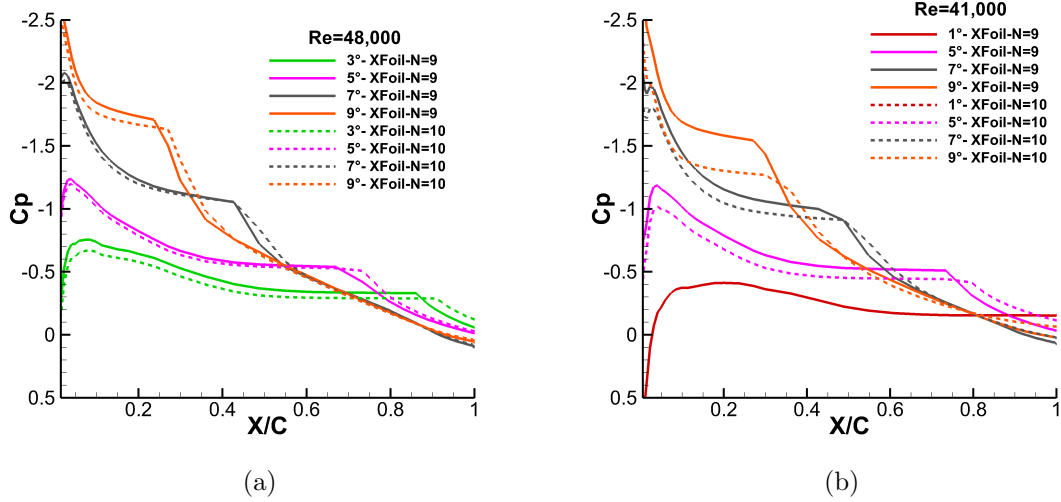 Re=48,000
3°- XFoil-N=9
5°- XFoil-N=9
7°- XFoil-N=9
9°- XFoil-N=9
3°- XFoil-N=10
5°- XFoil-N=10
7°- XFoil-N=10
9°- XFoil-N=10
Cp
-2.5
-2
-1.5
-1
-0.5
0
0.5
0.2
0.4
0.6
0.8
1
X/C
(a)
Re=41,000
1°- XFoil-N=9
5°- XFoil-N=9
7°- XFoil-N=9
9°- XFoil-N=9
1°- XFoil-N=10
5°- XFoil-N=10
7°- XFoil-N=10
9°- XFoil-N=10
Cp
-2.5
-2
-1.5
-1
-0.5
0
0.5
0.2
0.4
0.6
0.8
1
X/C
(b)